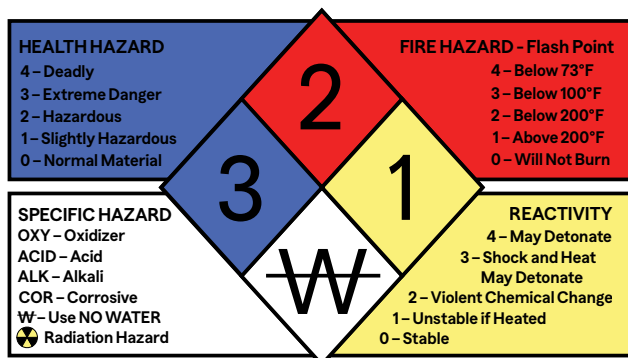 HEALTH HAZARD
4 – Deadly
3 – Extreme Danger
2 – Hazardous
1 – Slightly Hazardous
0 – Normal Material
FIRE HAZARD - Flash Point
4 – Below 73°F
3 – Below 100°F
2 – Below 200°F
1 – Above 200°F
0 – Will Not Burn
2
3
1
W
SPECIFIC HAZARD
OXY – Oxidizer
ACID – Acid
ALK – Alkali
COR – Corrosive
W – Use NO WATER
Radiation Hazard
REACTIVITY
4 – May Detonate
3 – Shock and Heat
May Detonate
2 – Violent Chemical Change
1 – Unstable if Heated
0 – Stable